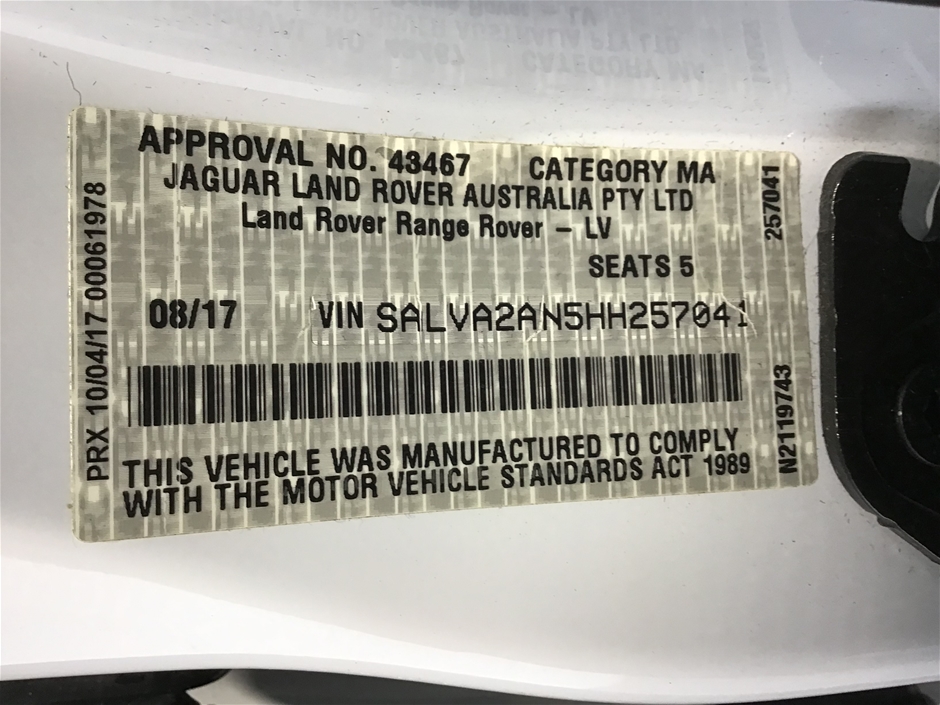 APPROVAL NO. 43467 CATEGORY MA
JAGUAR LAND ROVER AUSTRALIA PTY LTD
Land Rover Range Rover - LV
SEATS 5
08/17 VIN SALVA2AN5HH257041
THIS VEHICLE WAS MANUFACTURED TO COMPLY
WITH THE MOTOR VEHICLE STANDARDS ACT 1989
PRX 10/04/17 00061978
257041
N2119743